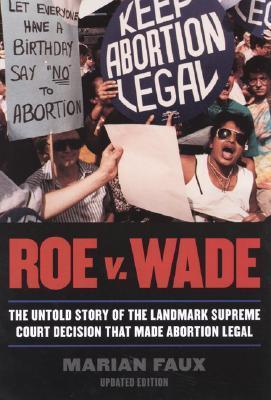 LET EVERYONE
HAVE A
BIRTHDAY
SAY "NO"
TO
ABORTION
KEEP
ABORTION
LEGAL
ROE v. WADE
THE UNTOLD STORY OF THE LANDMARK SUPREME
COURT DECISION THAT MADE ABORTION LEGAL
MARIAN FAUX
UPDATED EDITION